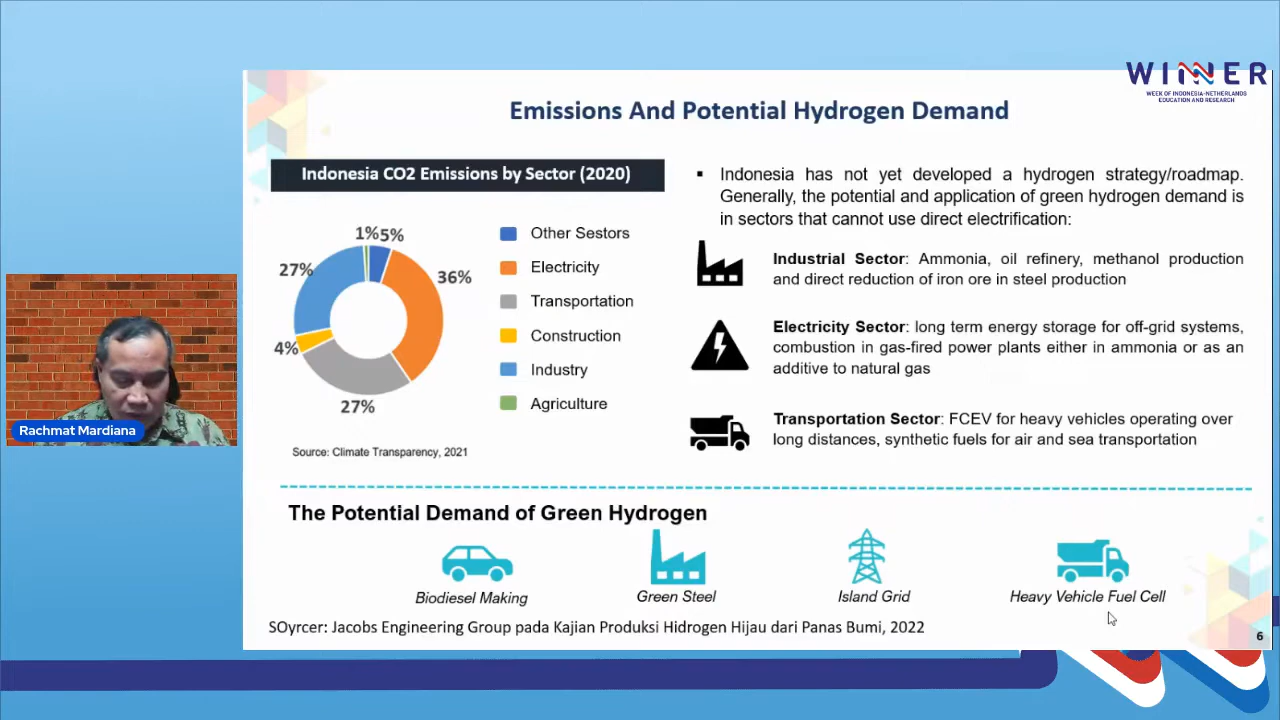 WINNER
WEEK OF INDONESIA-NETHERLANDS
EDUCATION AND RESEARCH
Emissions And Potential Hydrogen Demand
Indonesia CO2 Emissions by Sector (2020)
1%
5%
36%
27%
4%
27%
Other Sestors
Electricity
Transportation
Construction
Industry
Agriculture
Source: Climate Transparency, 2021
▪ Indonesia has not yet developed a hydrogen strategy/roadmap.
Generally, the potential and application of green hydrogen demand is
in sectors that cannot use direct electrification:
Industrial Sector: Ammonia, oil refinery, methanol production
and direct reduction of iron ore in steel production
Electricity Sector: long term energy storage for off-grid systems,
combustion in gas-fired power plants either in ammonia or as an
additive to natural gas
Transportation Sector: FCEV for heavy vehicles operating over
long distances, synthetic fuels for air and sea transportation
Rachmat Mardiana
The Potential Demand of Green Hydrogen
Biodiesel Making
Green Steel
Island Grid
Heavy Vehicle Fuel Cell
SOyrcer: Jacobs Engineering Group pada Kajian Produksi Hidrogen Hijau dari Panas Bumi, 2022
6